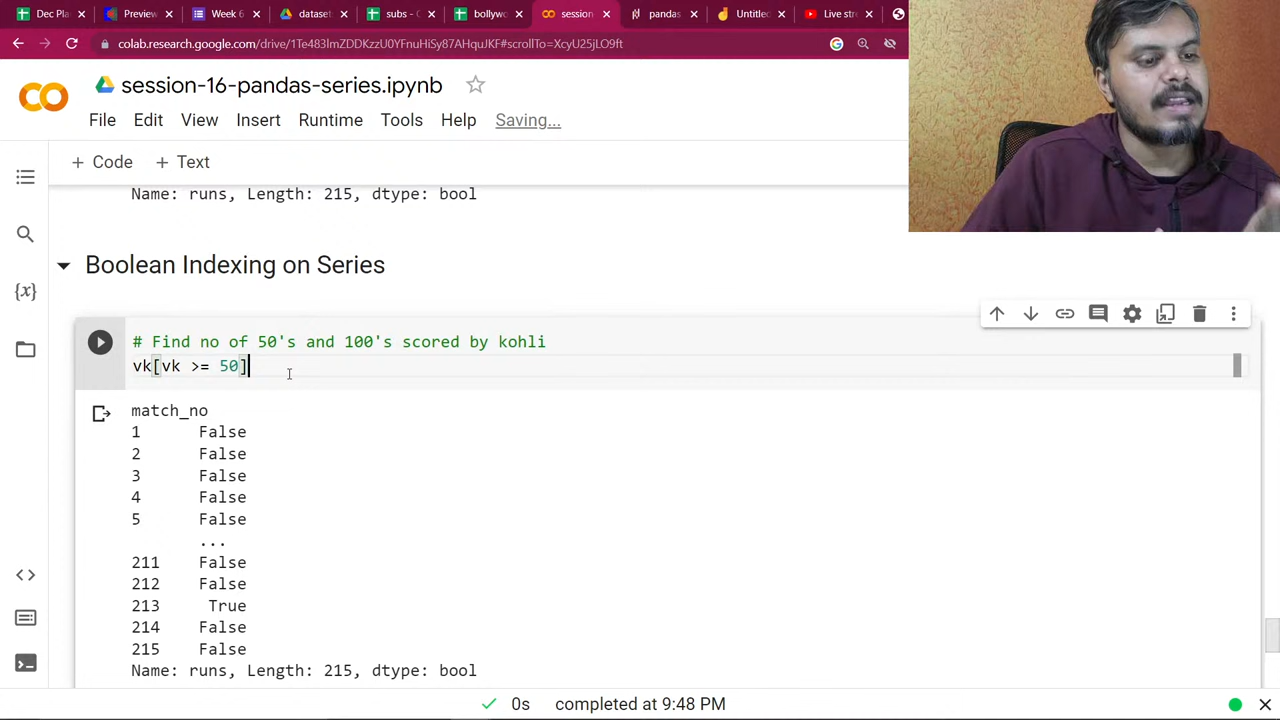 Dec Pla
Preview
Week 6
dataset
subs - C
bollywo
session
pandas
Untitled
Live stre
colab.research.google.com/drive/1Te483lmZDDKzzU0YFnuHiSy87AHquJKF#scrollTo=XcyU25jLO9ft
session-16-pandas-series.ipynb
File Edit View Insert Runtime Tools Help Saving...
+ Code + Text
Name: runs, Length: 215, dtype: bool
Boolean Indexing on Series
# Find no of 50's and 100's scored by kohli
vk[vk >= 50]
match_no
1 False
2 False
3 False
4 False
5 False
...
211 False
212 False
213 True
214 False
215 False
Name: runs, Length: 215, dtype: bool
0s completed at 9:48 PM